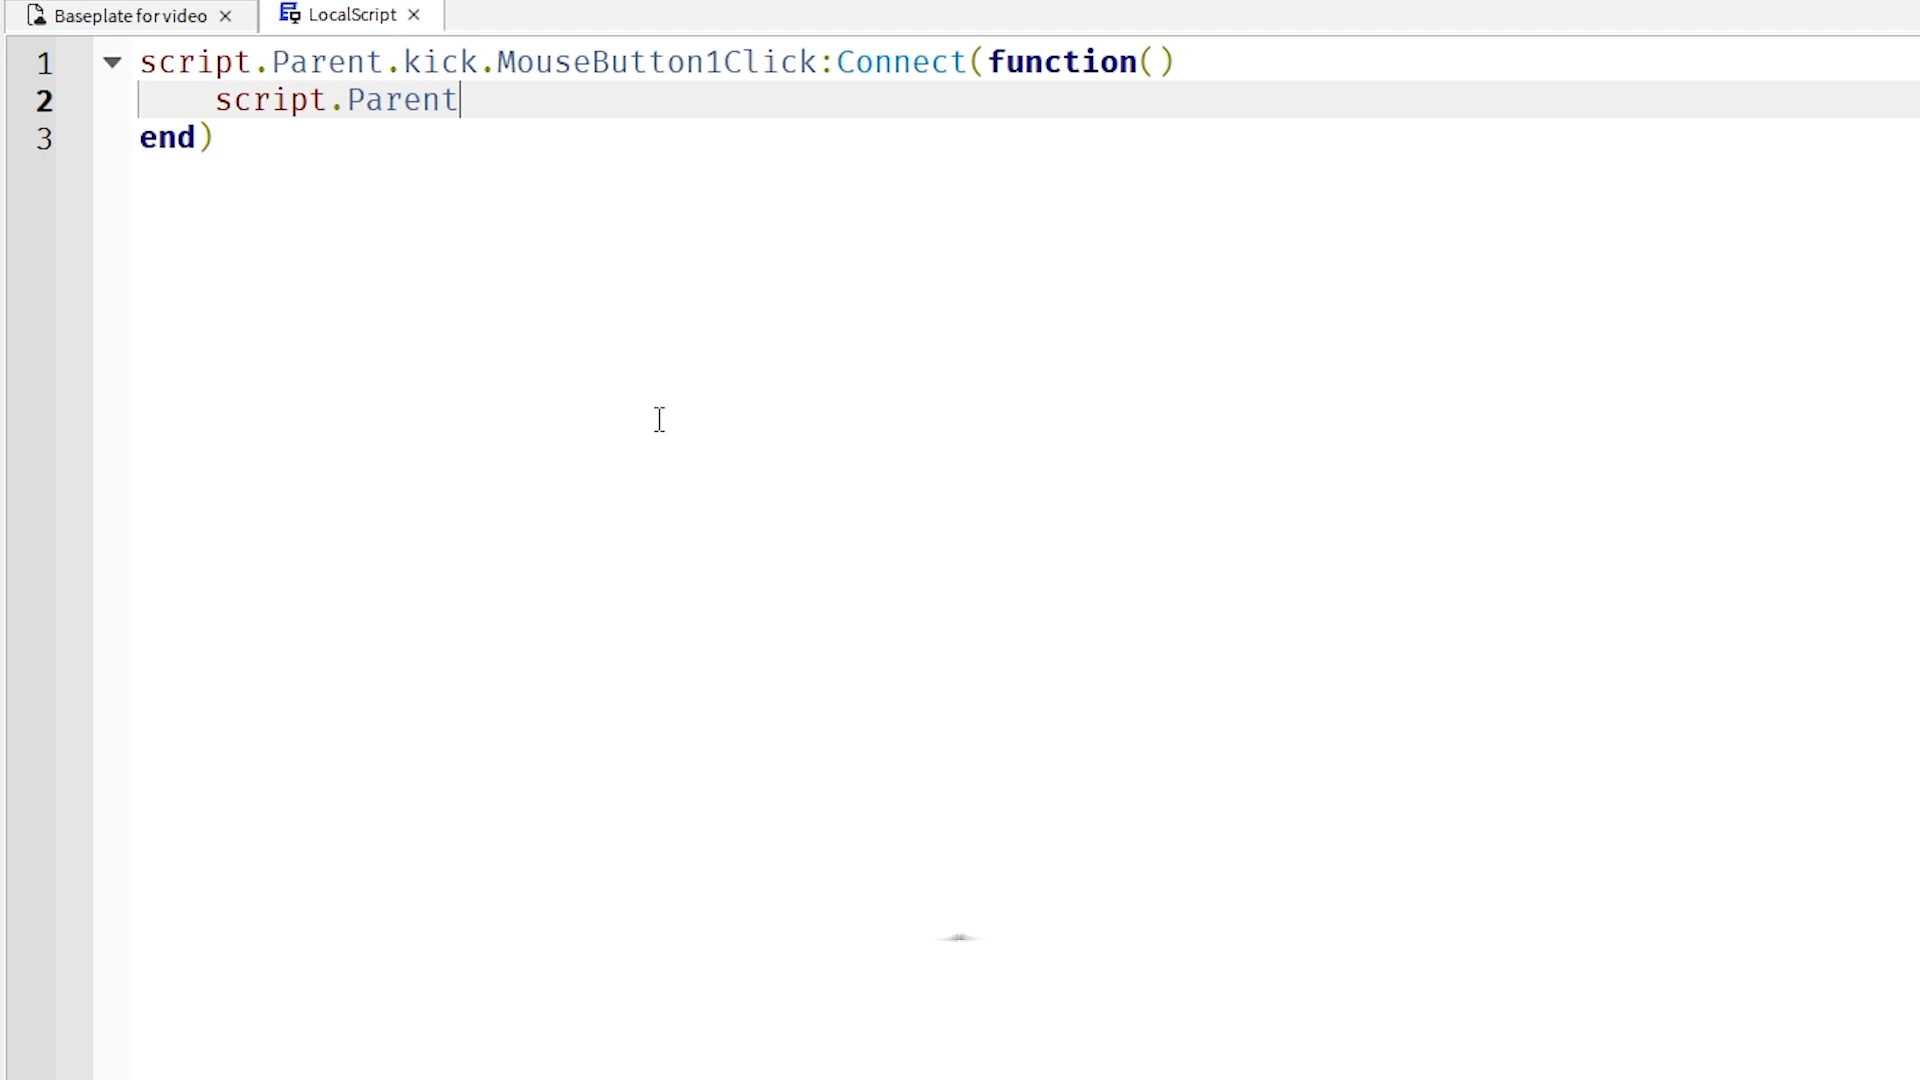 Baseplate for video × LocalScript ×
1 script.Parent.kick.MouseButton1Click:Connect(function()
2 script.Parent
3 end)